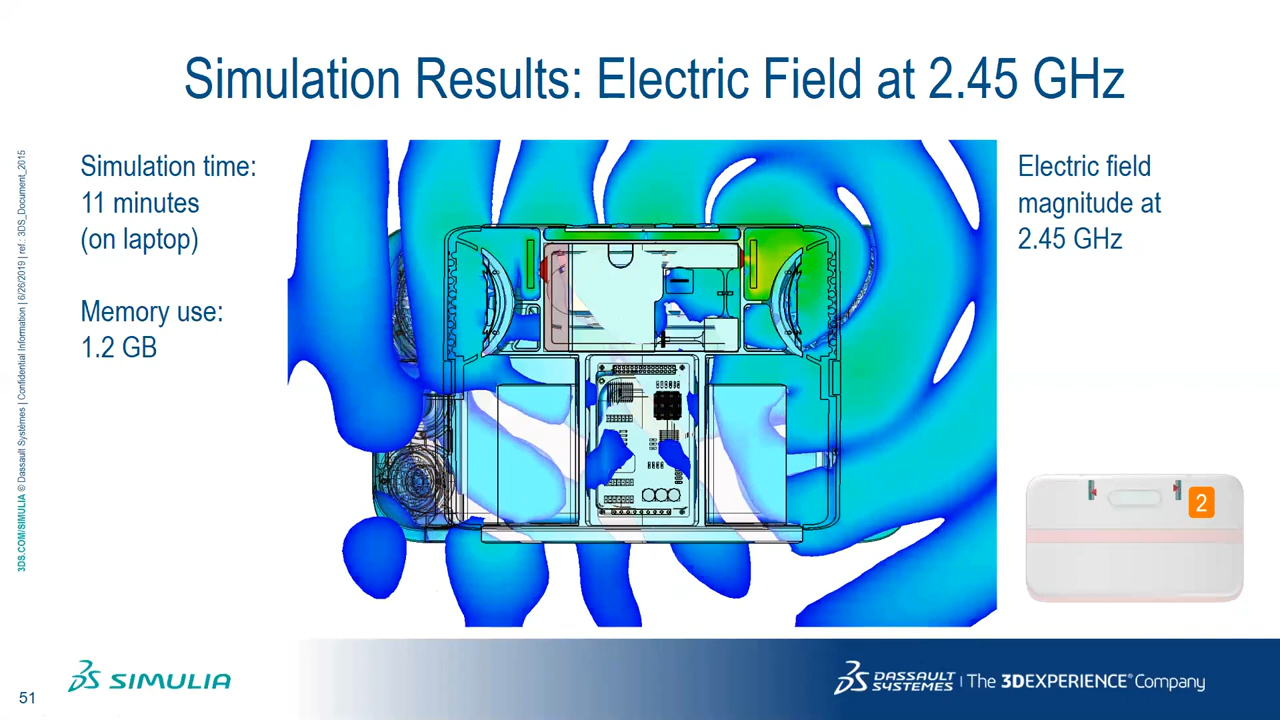 Simulation Results: Electric Field at 2.45 GHz
Simulation time:
11 minutes
(on laptop)
Memory use:
1.2 GB
Electric field
magnitude at
2.45 GHz
2
3DS.COM/SIMULIA © Dassault Systèmes | Confidential Information | 6/26/2019 | ref.: 3DS_Document_2015
51
SIMULIA
DASSAULT
SYSTEMES | The 3DEXPERIENCE® Company